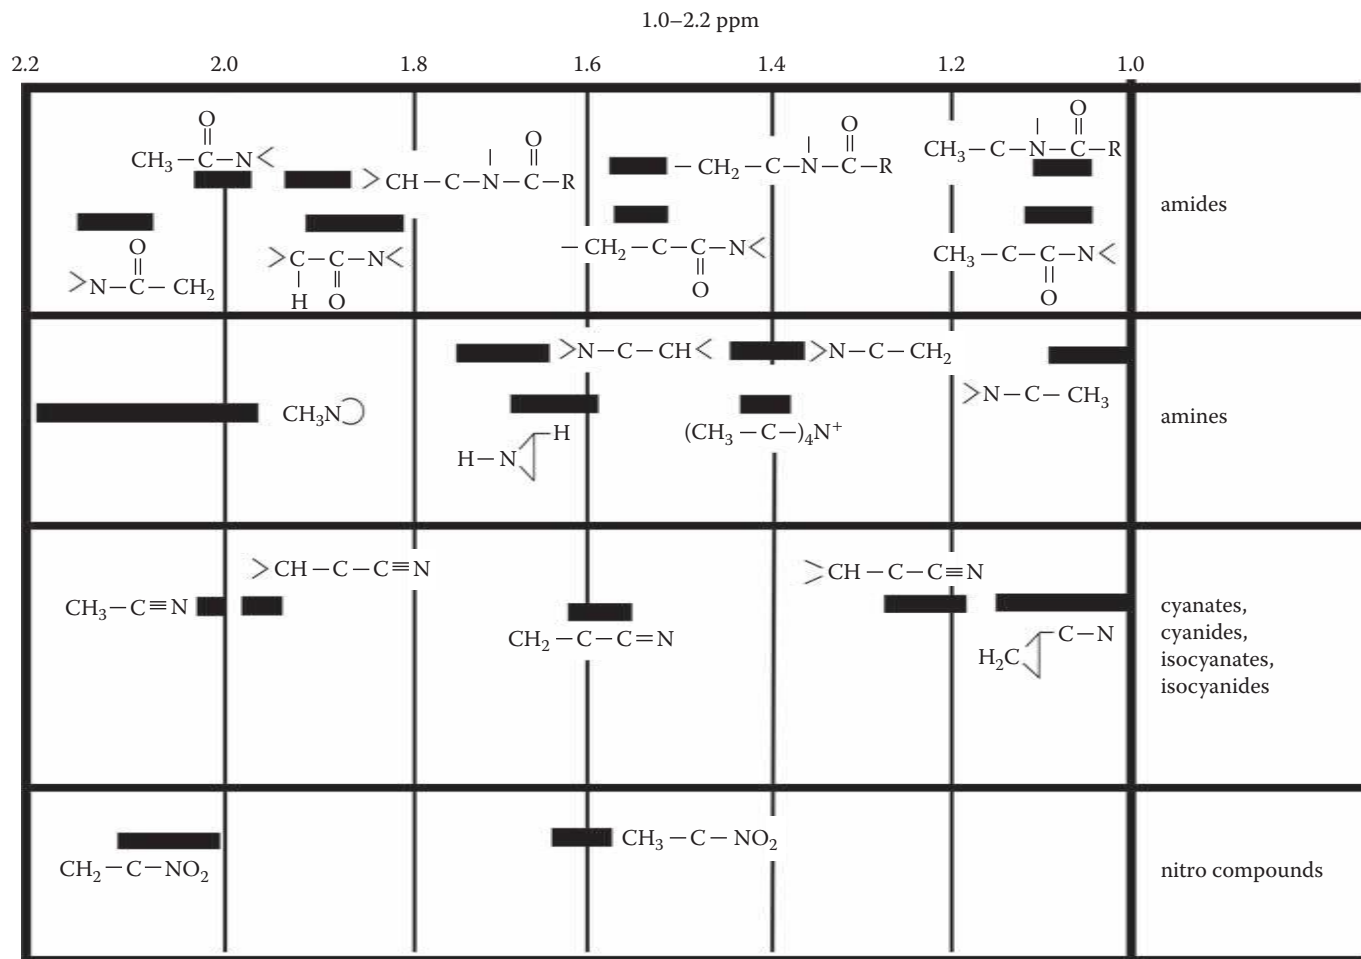 1.0–2.2 ppm
2.2 2.0 1.8 1.6 1.4 1.2 1.0
O
CH₃—C—N<
>CH—C—N—C—R
O
—CH₂—C—N—C—R
O
CH₃—C—N—C—R
O
amides
O
>N—C—CH₂
>C—C—N<
H O
—CH₂—C—C—N<
O
CH₃—C—C—N<
O
>N—C—CH<
>N—C—CH₂
>N—C—CH₃
amines
CH₃N
H
H—N
(CH₃—C—)₄N⁺
>CH—C—C≡N
>CH—C—C≡N
CH₃—C≡N
CH₂—C—C=N
C—N
H₂C
cyanates,
cyanides,
isocyanates,
isocyanides
CH₃—C—NO₂
CH₂—C—NO₂
nitro compounds